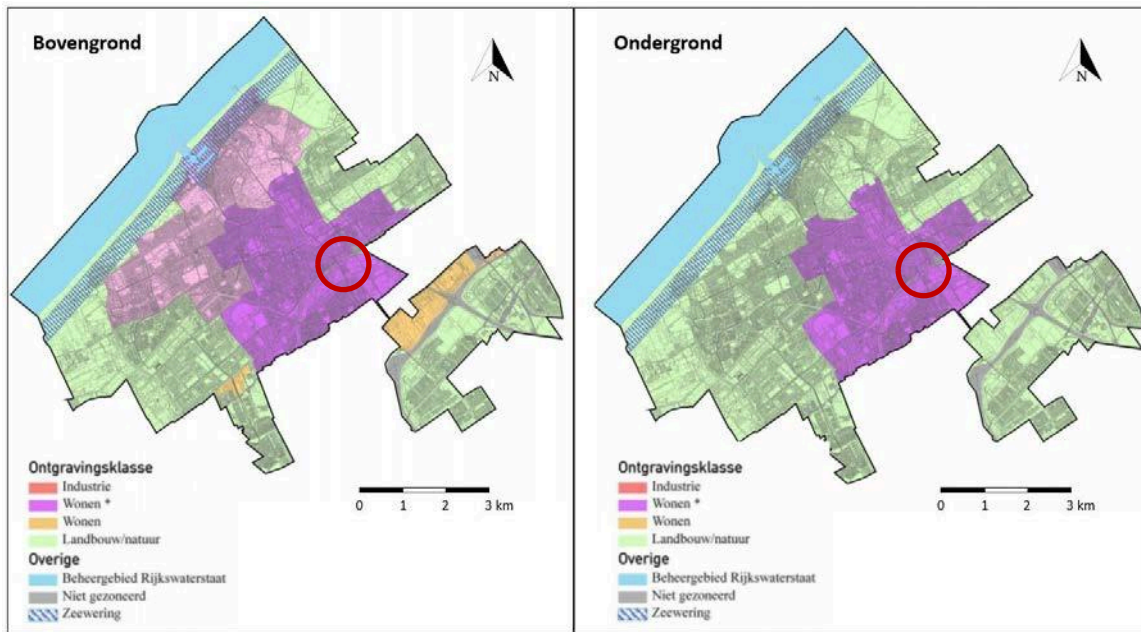 Bovengrond
N
Ontgravingsklasse
Industrie
Wonen *
Wonen
Landbouw/natuur
Overige
Beheergebied Rijkswaterstaat
Niet gezoneerd
Zeewering
0 1 2 3 km
Ondergrond
N
Ontgravingsklasse
Industrie
Wonen *
Wonen
Landbouw/natuur
Overige
Beheergebied Rijkswaterstaat
Niet gezoneerd
Zeewering
0 1 2 3 km